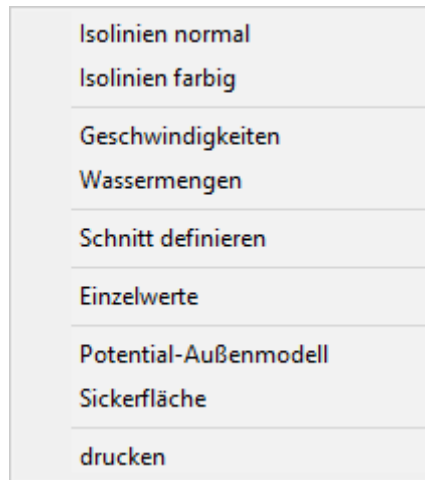 Isolinien normal
Isolinien farbig
Geschwindigkeiten
Wassermengen
Schnitt definieren
Einzelwerte
Potential-Außenmodell
Sickerfläche
drucken